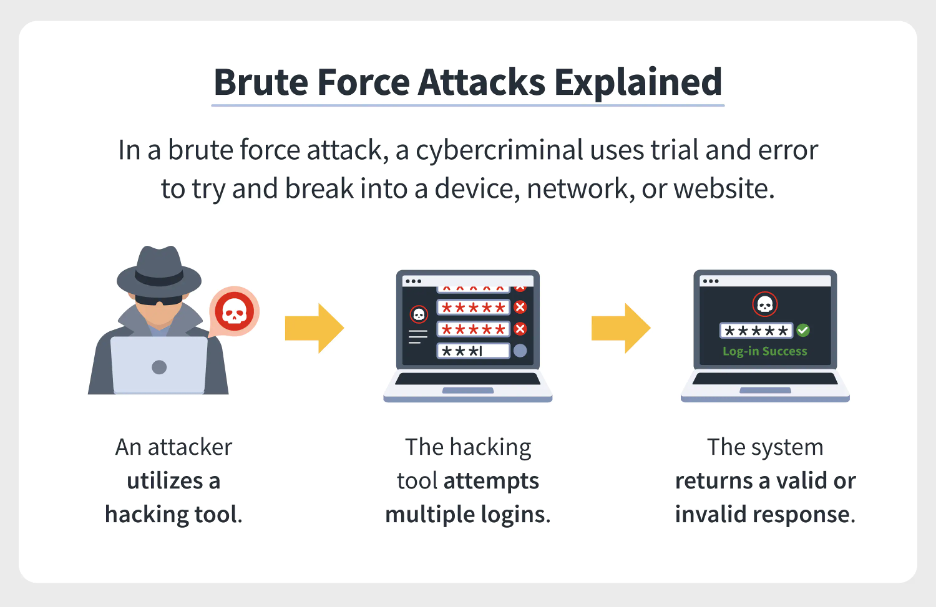 Brute Force Attacks Explained
In a brute force attack, a cybercriminal uses trial and error
to try and break into a device, network, or website.
*****
*****
*****
***|
*****
Log-in Success
An attacker
utilizes a
hacking tool.
The hacking
tool attempts
multiple logins.
The system
returns a valid or
invalid response.